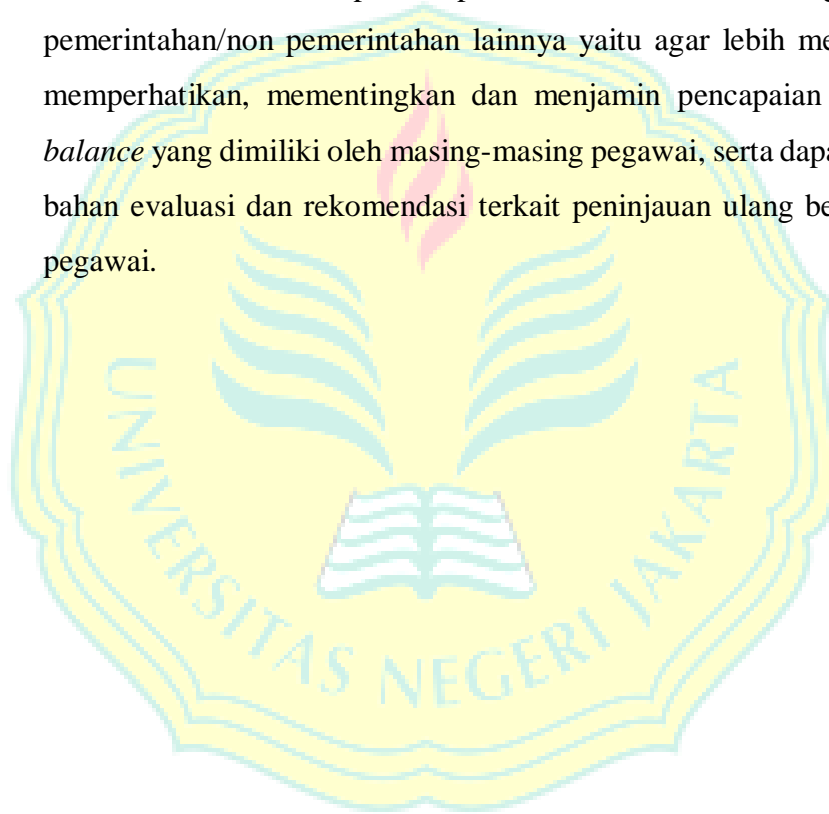 pemerintahan/non pemerintahan lainnya yaitu agar lebih me
memperhatikan, mementingkan dan menjamin pencapaian
balance yang dimiliki oleh masing-masing pegawai, serta dapa
bahan evaluasi dan rekomendasi terkait peninjauan ulang be
pegawai.
UNIVERSITAS NEGERI JAKARTA